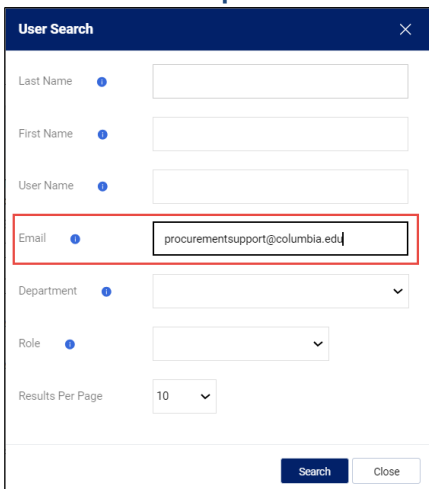 User Search
Last Name
First Name
User Name
Email procurementsupport@columbia.edu
Department
Role
Results Per Page 10
Search Close